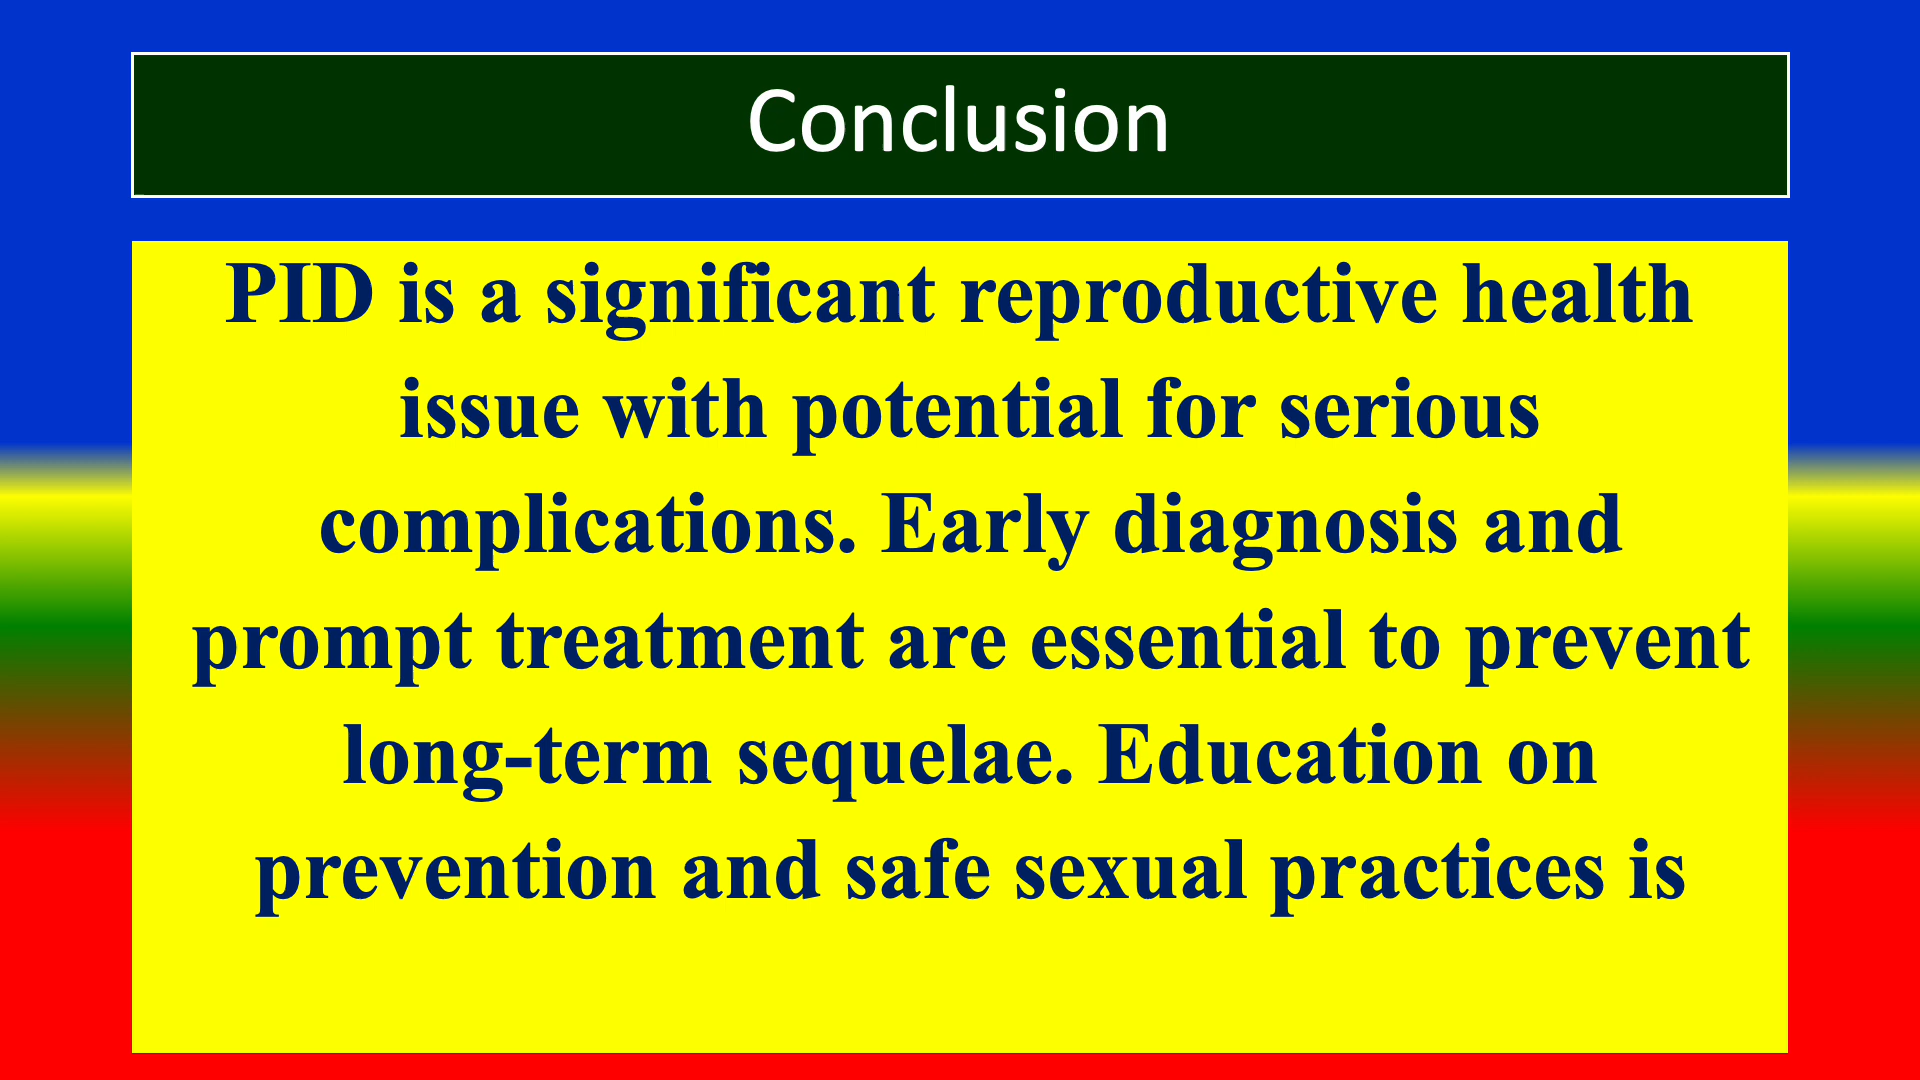 Conclusion
PID is a significant reproductive health
issue with potential for serious
complications. Early diagnosis and
prompt treatment are essential to prevent
long-term sequelae. Education on
prevention and safe sexual practices is